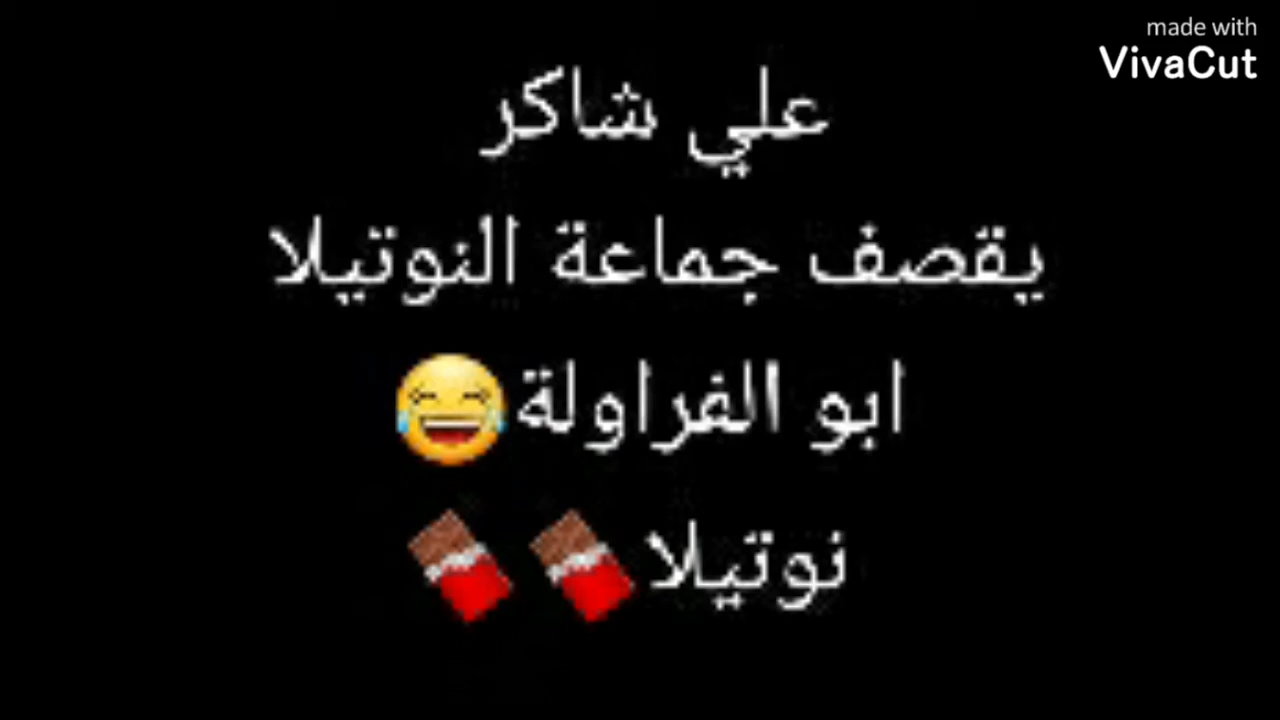 made with
VivaCut
علي شاكر
يقصف جماعة النوتيلا
ابو الفراولة😂
نوتيلا🍫🍫